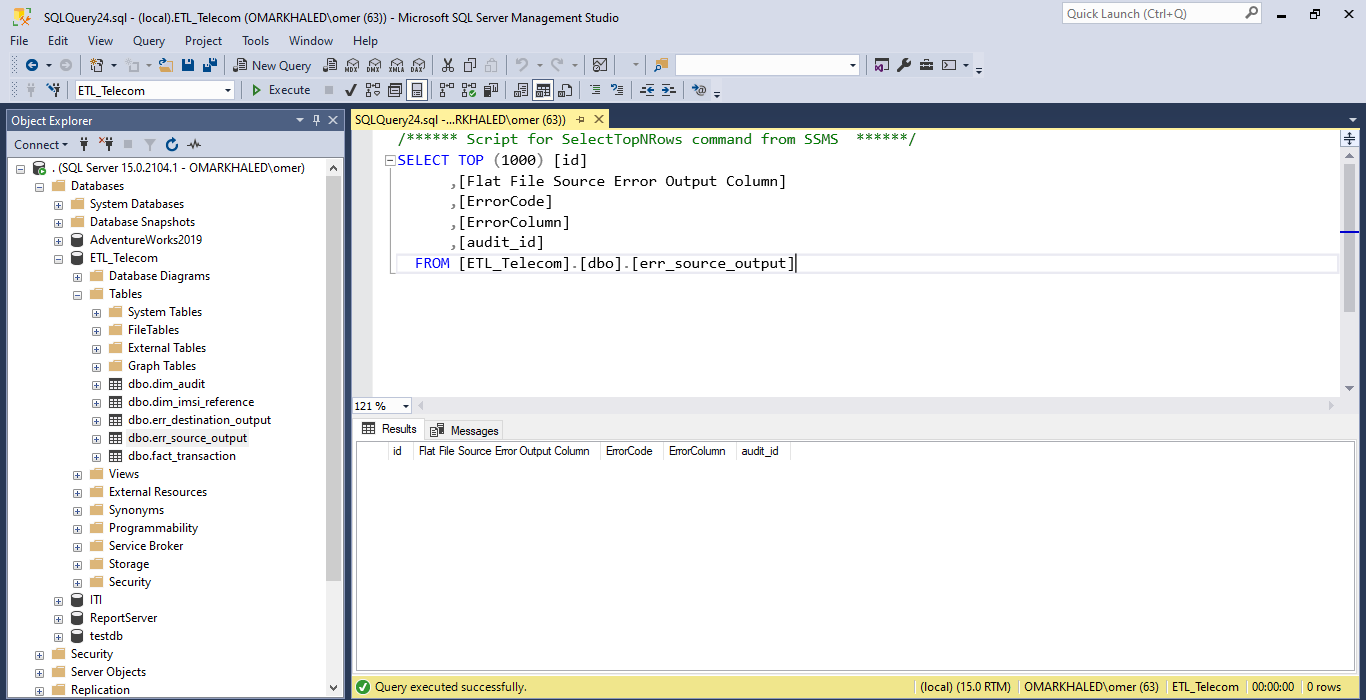 SQLQuery24.sql - (local).ETL_Telecom (OMARKHALED\omer (63)) - Microsoft SQL Server Management Studio
Quick Launch (Ctrl+Q)
File Edit View Query Project Tools Window Help
New Query MDX DMX XMLA DAX
ETL_Telecom Execute
Object Explorer
SQLQuery24.sql -...RKHALED\omer (63))
Connect
. (SQL Server 15.0.2104.1 - OMARKHALED\omer)
Databases
System Databases
Database Snapshots
AdventureWorks2019
ETL_Telecom
Database Diagrams
Tables
System Tables
FileTables
External Tables
Graph Tables
dbo.dim_audit
dbo.dim_imsi_reference
dbo.err_destination_output
dbo.err_source_output
dbo.fact_transaction
Views
External Resources
Synonyms
Programmability
Service Broker
Storage
Security
ITI
ReportServer
testdb
Security
Server Objects
Replication
/****** Script for SelectTopNRows command from SSMS  ******/
SELECT TOP (1000) [id]
,[Flat File Source Error Output Column]
,[ErrorCode]
,[ErrorColumn]
,[audit_id]
FROM [ETL_Telecom].[dbo].[err_source_output]
121 %
Results Messages
id Flat File Source Error Output Column ErrorCode ErrorColumn audit_id
Query executed successfully. (local) (15.0 RTM) OMARKHALED\omer (63) ETL_Telecom 00:00:00 0 rows